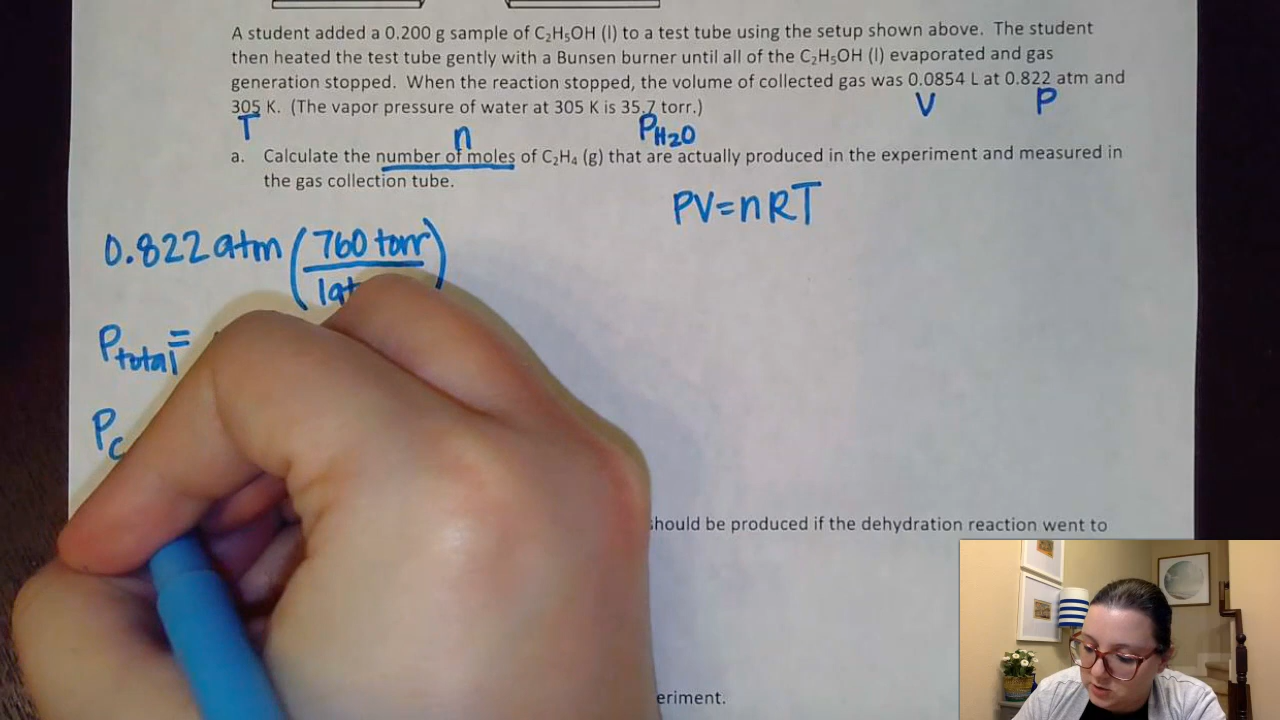 A student added a 0.200 g sample of C₂H₅OH (l) to a test tube using the setup shown above. The student
then heated the test tube gently with a Bunsen burner until all of the C₂H₅OH (l) evaporated and gas
generation stopped. When the reaction stopped, the volume of collected gas was 0.0854 L at 0.822 atm and
305 K. (The vapor pressure of water at 305 K is 35.7 torr.)
V P
T n P_H₂O
a. Calculate the number of moles of C₂H₄ (g) that are actually produced in the experiment and measured in
the gas collection tube.
PV=nRT
0.822 atm (760 torr / 1 at
P_total =
P_C
should be produced if the dehydration reaction went to
eriment.